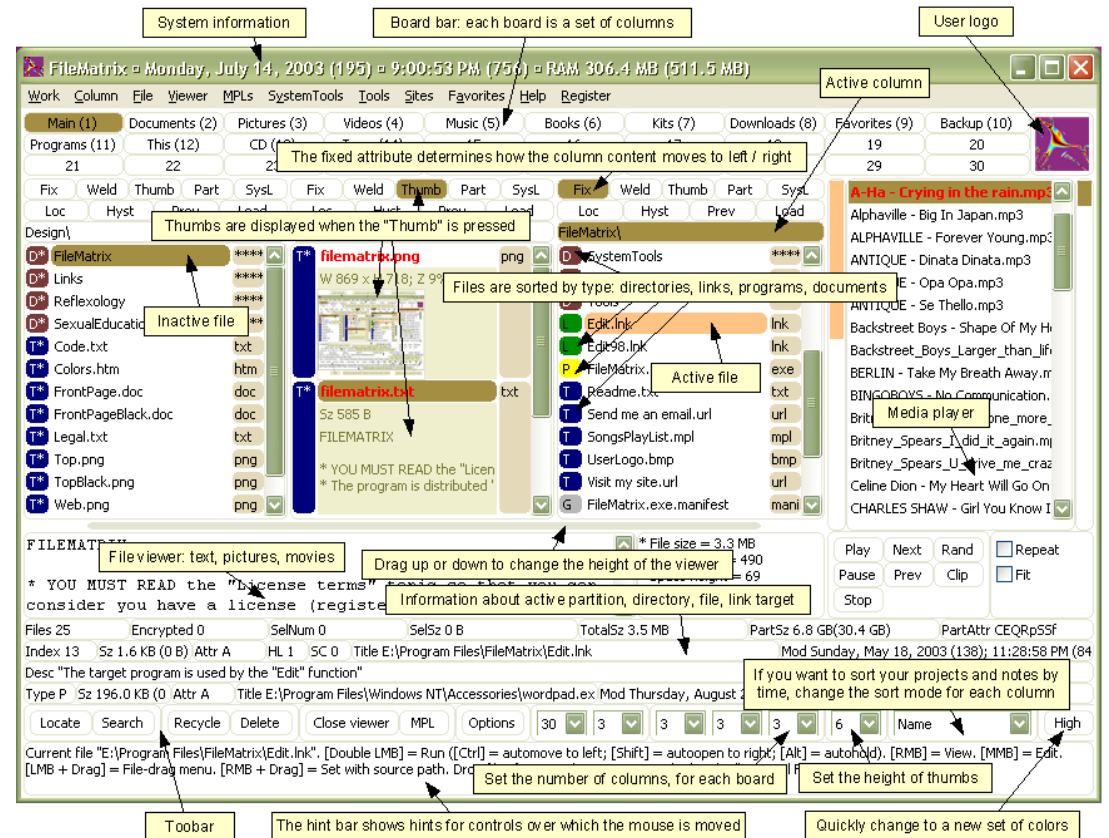 System information
Board bar: each board is a set of columns
User logo
FileMatrix ¤ Monday, July 14, 2003 (195) ¤ 9:00:53 PM (756) ¤ RAM 306.4 MB (511.5 MB)
Active column
Work Column File Viewer MPLs SystemTools Tools Sites Favorites Help Register
Main (1) Documents (2) Pictures (3) Videos (4) Music (5) Books (6) Kits (7) Downloads (8) Favorites (9) Backup (10)
Programs (11) This (12) CD 19 20
The fixed attribute determines how the column content moves to left / right
21 22 29 30
Fix Weld Thumb Part SysL Fix Weld Thumb Part SysL Fix Weld Thumb Part SysL
Loc Hyst Prev Load Loc Hyst Prev Load Loc Hyst Prev Load
Thumbs are displayed when the "Thumb" is pressed
Design\
FileMatrix\
D* FileMatrix ****
D* Links ****
D* Reflexology ****
D* SexualEducatio **
Inactive file
T* Code.txt txt
T* Colors.htm htm
T* FrontPage.doc doc
T* FrontPageBlack.doc doc
T* Legal.txt txt
T* Top.png png
T* TopBlack.png png
T* Web.png png
T* filematrix.png png
W 869 x H 718; Z 99
T* filematrix.txt txt
Sz 585 B
FILEMATRIX
* YOU MUST READ the "Licen
* The program is distributed '
D SystemTools ****
Files are sorted by type: directories, links, programs, documents
D Tools
L Edit.lnk lnk
L Edit98.lnk lnk
P FileMatrix. exe
Active file
T Readme.txt txt
T Send me an email.url url
T SongsPlayList.mpl mpl
T UserLogo.bmp bmp
T Visit my site.url url
G FileMatrix.exe.manifest mani
A-Ha - Crying in the rain.mp3
Alphaville - Big In Japan.mp3
ALPHAVILLE - Forever Young.mp3
ANTIQUE - Dinata Dinata.mp3
ANTIQUE - Opa Opa.mp3
ANTIQUE - Se Thello.mp3
Backstreet Boys - Shape Of My H
Backstreet_Boys_Larger_than_life
BERLIN - Take My Breath Away.m
BINGOBOYS - No Communication.
Media player
Brit one_more_
Britney_Spears_I_did_it_again.mp
Britney_Spears_U_drive_me_craz
Celine Dion - My Heart Will Go On
CHARLES SHAW - Girl You Know I
FILEMATRIX
File viewer: text, pictures, movies
* YOU MUST READ the "License terms" topic so that you can
consider you have a license (registe
* File size = 3.3 MB
= 490
= 69
Drag up or down to change the height of the viewer
Information about active partition, directory, file, link target
Play Next Rand Repeat
Pause Prev Clip Fit
Stop
Files 25 Encrypted 0 SelNum 0 SelSz 0 B TotalSz 3.5 MB PartSz 6.8 GB(30.4 GB) PartAttr CEQRpSSf
Index 13 Sz 1.6 KB (0 B) Attr A HL 1 SC 0 Title E:\Program Files\FileMatrix\Edit.lnk Mod Sunday, May 18, 2003 (138); 11:28:58 PM (84
Desc "The target program is used by the "Edit" function"
Type P Sz 196.0 KB (0 Attr A Title E:\Program Files\Windows NT\Accessories\wordpad.ex Mod Thursday, August 2
If you want to sort your projects and notes by
time, change the sort mode for each column
Locate Search Recycle Delete Close viewer MPL Options 30 3 3 3 3 6 Name High
Current file "E:\Program Files\FileMatrix\Edit.lnk". [Double LMB] = Run ([Ctrl] = automove to left; [Shift] = autoopen to right; [Alt] = autohold). [RMB] = View. [MMB] = Edit.
[LMB + Drag] = File-drag menu. [RMB + Drag] = Set with source path.
Set the number of columns, for each board
Set the height of thumbs
Toobar
The hint bar shows hints for controls over which the mouse is moved
Quickly change to a new set of colors